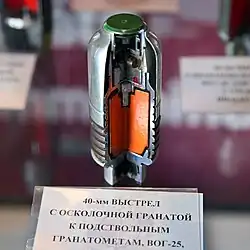 40-мм ВЫСТРЕЛ
С ОСКОЛОЧНОЙ ГРАНАТОЙ
К ПОДСТВОЛЬНЫМ
ГРАНАТОМЕТАМ, ВОГ-25,